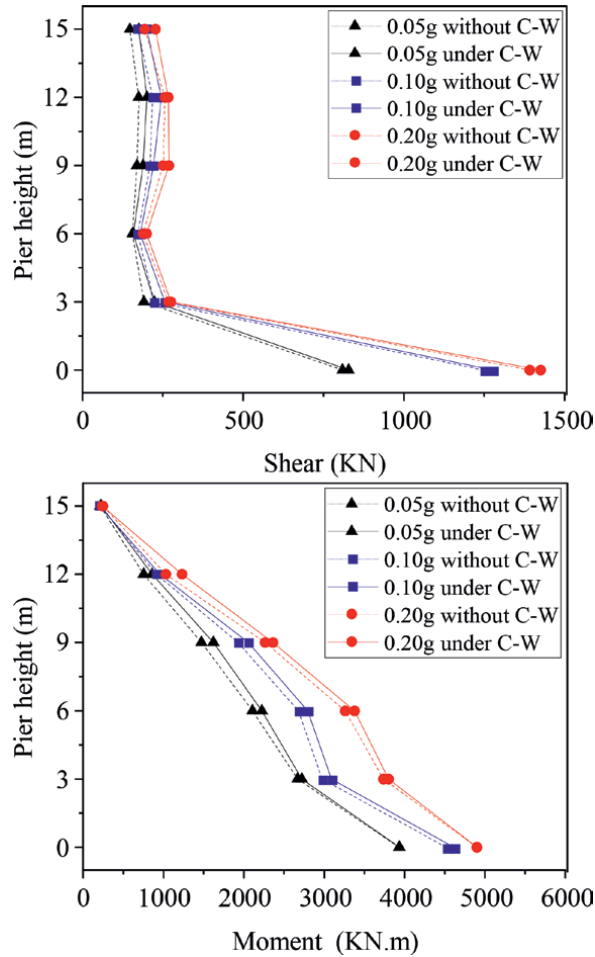 15
12
9
6
3
0
Pier height (m)
0.05g without C-W
0.05g under C-W
0.10g without C-W
0.10g under C-W
0.20g without C-W
0.20g under C-W
0 500 1000 1500
Shear (KN)
15
12
9
6
3
0
Pier height (m)
0.05g without C-W
0.05g under C-W
0.10g without C-W
0.10g under C-W
0.20g without C-W
0.20g under C-W
0 1000 2000 3000 4000 5000 6000
Moment (KN.m)